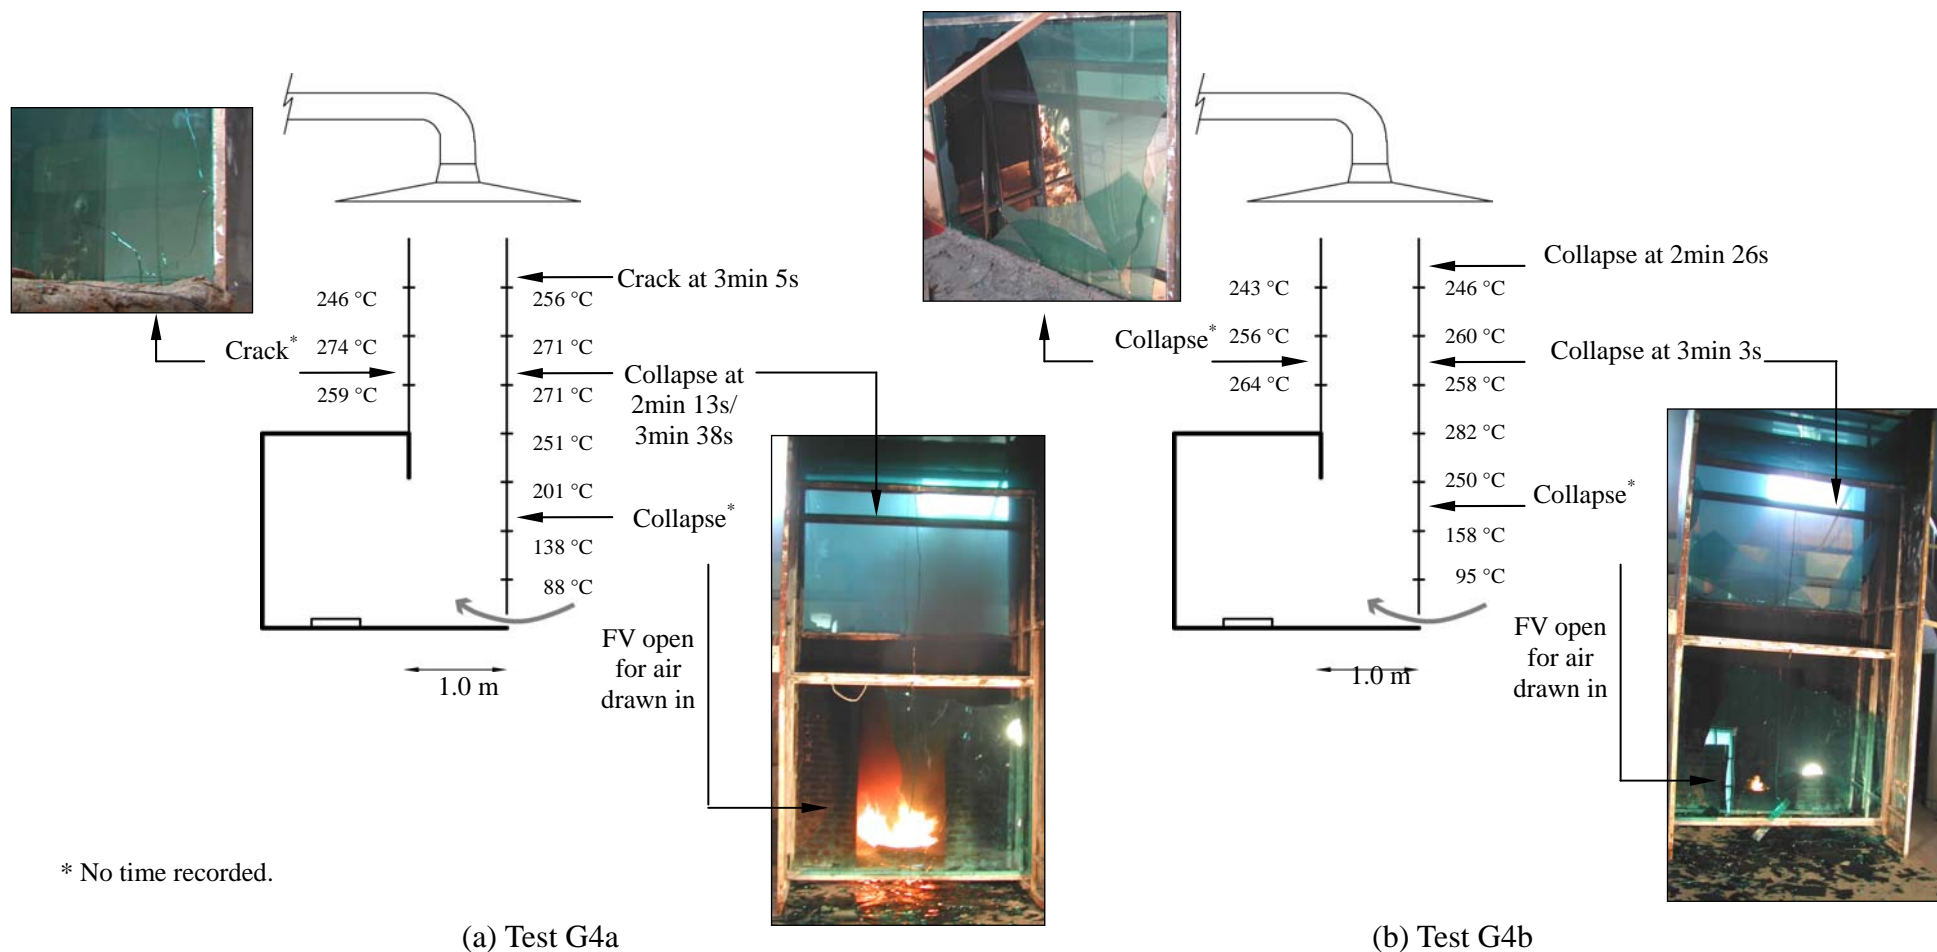 Crack at 3min 5s
246 °C
256 °C
Crack*
274 °C
271 °C
Collapse at
2min 13s/
3min 38s
259 °C
271 °C
251 °C
201 °C
Collapse*
138 °C
88 °C
FV open
for air
drawn in
1.0 m
* No time recorded.
(a) Test G4a
Collapse at 2min 26s
243 °C
246 °C
Collapse*
256 °C
260 °C
Collapse at 3min 3s
264 °C
258 °C
282 °C
250 °C
Collapse*
158 °C
95 °C
FV open
for air
drawn in
1.0 m
(b) Test G4b